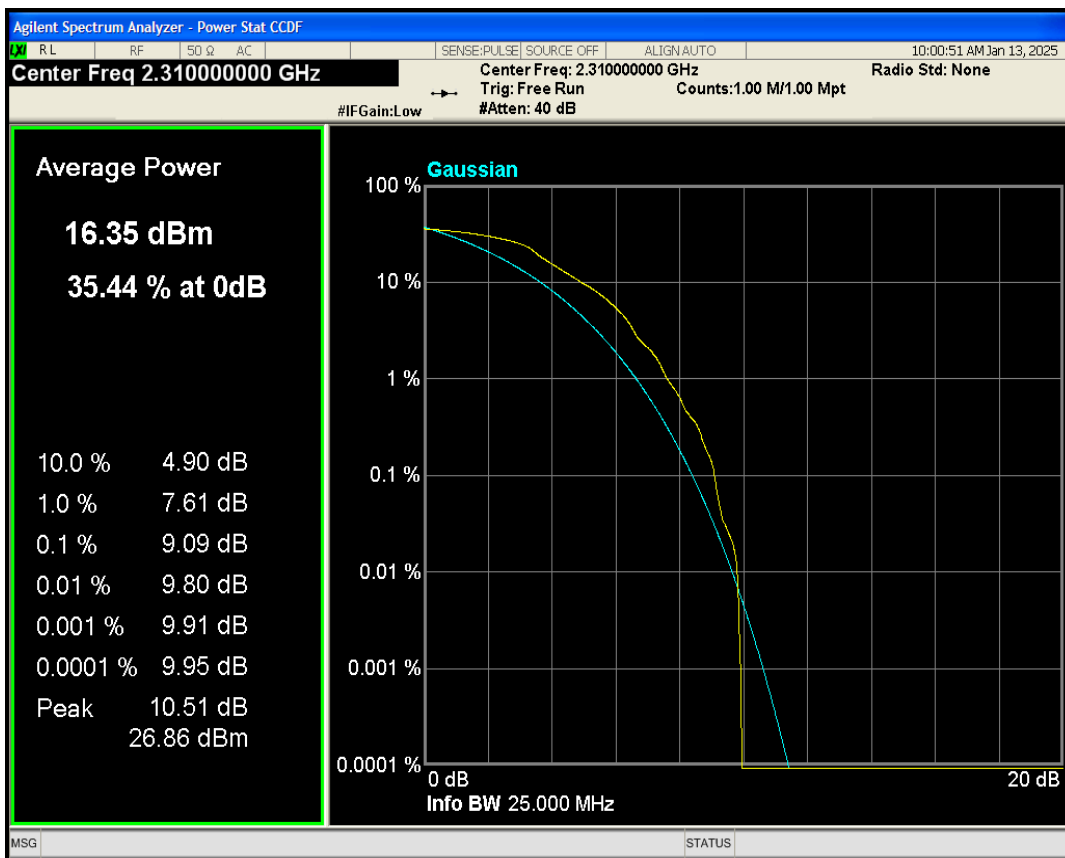 Agilent Spectrum Analyzer - Power Stat CCDF
LXI RL RF 50 Ω AC SENSE:PULSE SOURCE OFF ALIGN AUTO 10:00:51 AM Jan 13, 2025
Center Freq 2.310000000 GHz
Center Freq: 2.310000000 GHz Radio Std: None
Trig: Free Run Counts:1.00 M/1.00 Mpt
#IFGain:Low #Atten: 40 dB
Average Power
16.35 dBm
35.44 % at 0dB
10.0 % 4.90 dB
1.0 % 7.61 dB
0.1 % 9.09 dB
0.01 % 9.80 dB
0.001 % 9.91 dB
0.0001 % 9.95 dB
Peak 10.51 dB
26.86 dBm
Gaussian
100 %
10 %
1 %
0.1 %
0.01 %
0.001 %
0.0001 %
0 dB 20 dB
Info BW 25.000 MHz
MSG STATUS